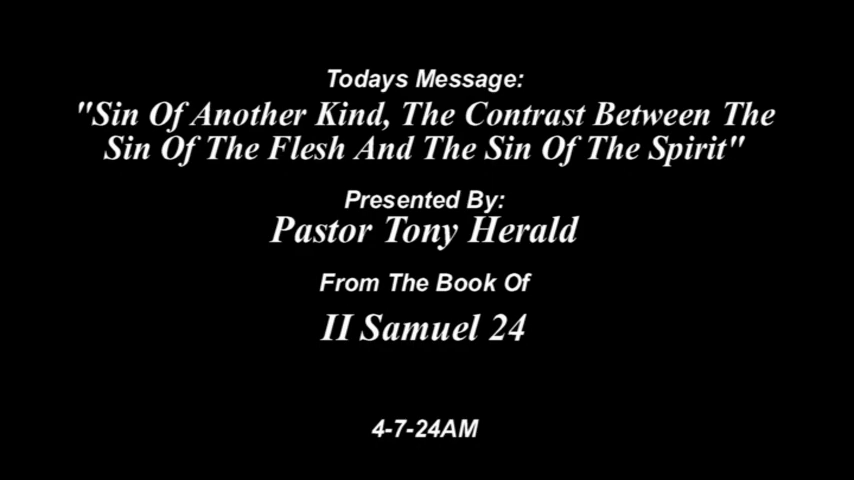 Todays Message:
"Sin Of Another Kind, The Contrast Between The
Sin Of The Flesh And The Sin Of The Spirit"
Presented By:
Pastor Tony Herald
From The Book Of
II Samuel 24
4-7-24AM